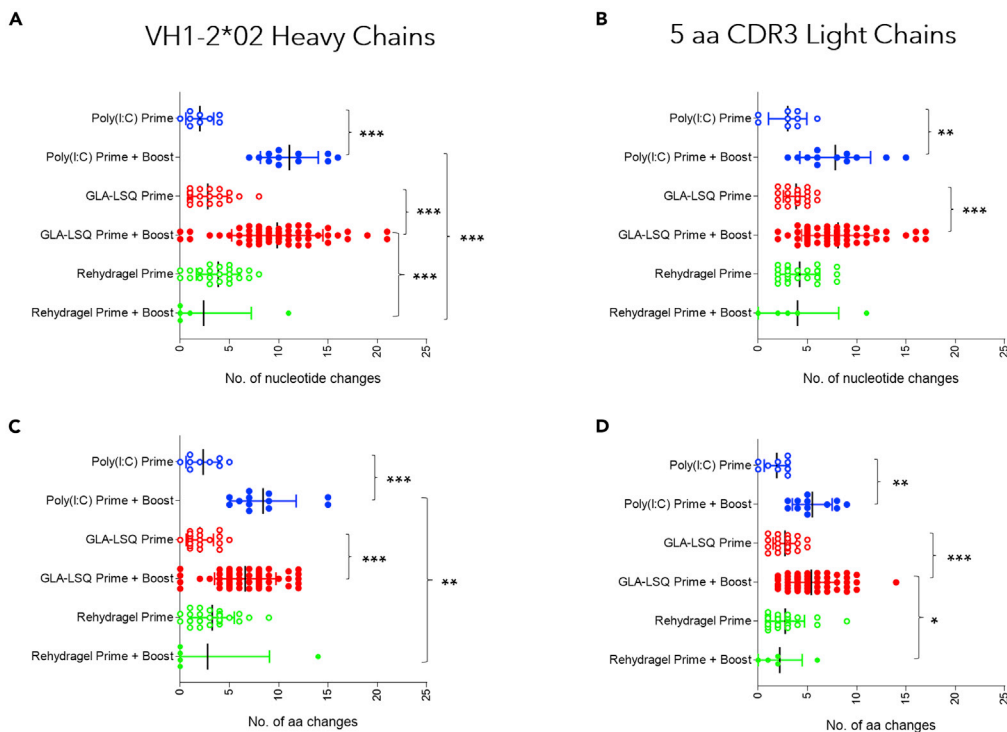 A
VH1-2*02 Heavy Chains
Poly(I:C) Prime
Poly(I:C) Prime + Boost
GLA-LSQ Prime
GLA-LSQ Prime + Boost
Rehydragel Prime
Rehydragel Prime + Boost
***
***
***
***
0
5
10
15
20
25
No. of nucleotide changes
B
5 aa CDR3 Light Chains
Poly(I:C) Prime
Poly(I:C) Prime + Boost
GLA-LSQ Prime
GLA-LSQ Prime + Boost
Rehydragel Prime
Rehydragel Prime + Boost
**
***
0
5
10
15
20
25
No. of nucleotide changes
C
Poly(I:C) Prime
Poly(I:C) Prime + Boost
GLA-LSQ Prime
GLA-LSQ Prime + Boost
Rehydragel Prime
Rehydragel Prime + Boost
***
***
**
0
5
10
15
20
25
No. of aa changes
D
Poly(I:C) Prime
Poly(I:C) Prime + Boost
GLA-LSQ Prime
GLA-LSQ Prime + Boost
Rehydragel Prime
Rehydragel Prime + Boost
**
***
*
0
5
10
15
20
25
No. of aa changes